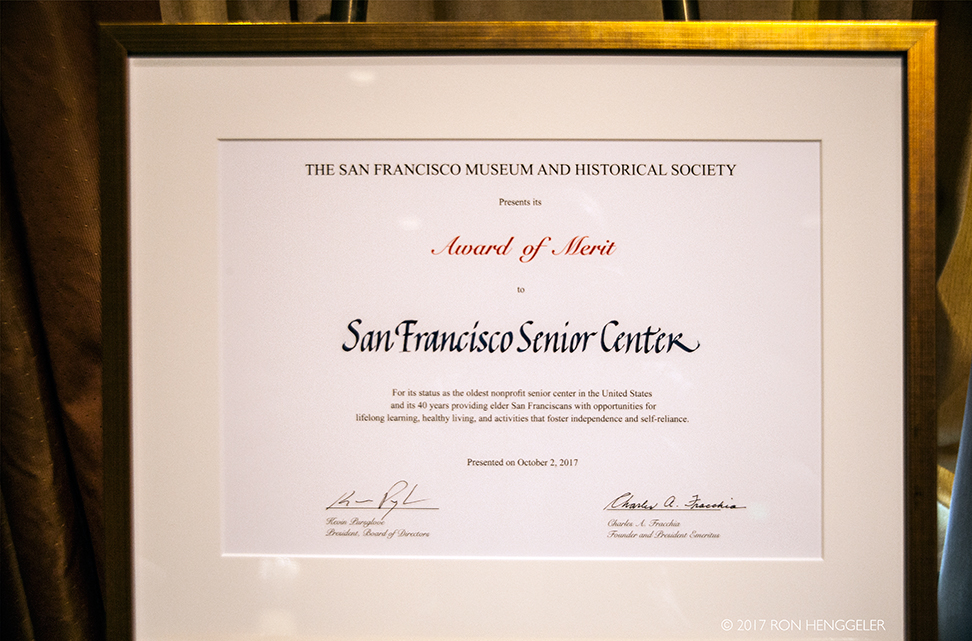 THE SAN FRANCISCO MUSEUM AND HISTORICAL SOCIETY
Presents its
Award of Merit
to
San Francisco Senior Center
For its status as the oldest nonprofit senior center in the United States
and its 40 years providing elder San Franciscans with opportunities for
lifelong learning, healthy living, and activities that foster independence and self-reliance.
Presented on October 2, 2017
Charles A. Fracchia
Kevin Pursglove
President, Board of Directors
Charles A. Fracchia
Founder and President Emeritus
© 2017 RON HENGGELER